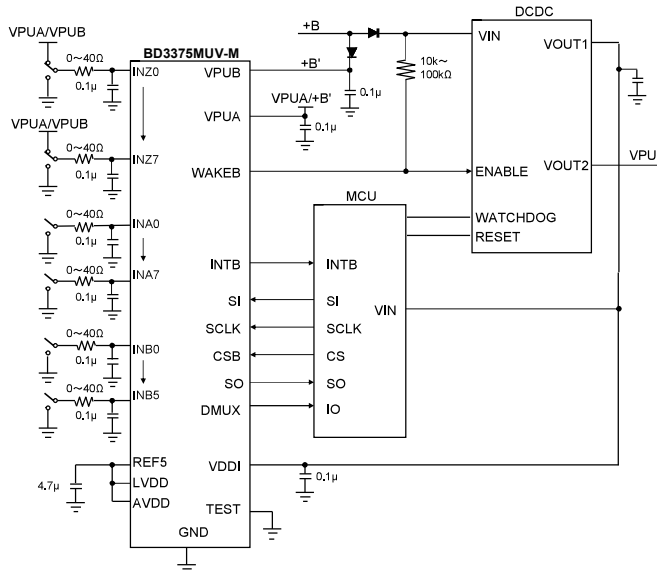 DCDC
VPUA/VPUB
BD3375MUV-M
+B
VIN
VOUT1
0~40Ω
INZ0
0.1μ
VPUB
+B'
10k~
100kΩ
0.1μ
VPUA/+B'
VPUA
0.1μ
VPUA/VPUB
0~40Ω
INZ7
0.1μ
WAKEB
ENABLE
VOUT2
VPUA
MCU
0~40Ω
INA0
0.1μ
WATCHDOG
RESET
0~40Ω
INA7
0.1μ
INTB
INTB
SI
SI
VIN
SCLK
SCLK
0~40Ω
INB0
0.1μ
CSB
CS
SO
SO
0~40Ω
INB5
0.1μ
DMUX
IO
REF5
VDDI
0.1μ
4.7μ
LVDD
AVDD
TEST
GND